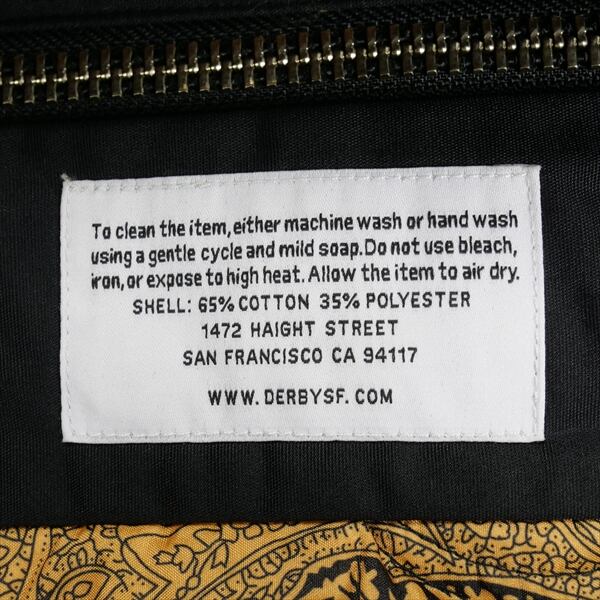 To clean the item, either machine wash or hand wash
using a gentle cycle and mild soap. Do not use bleach,
iron, or expose to high heat. Allow the item to air dry.
SHELL: 65% COTTON 35% POLYESTER
1472 HAIGHT STREET
SAN FRANCISCO CA 94117
WWW.DERBYSF.COM